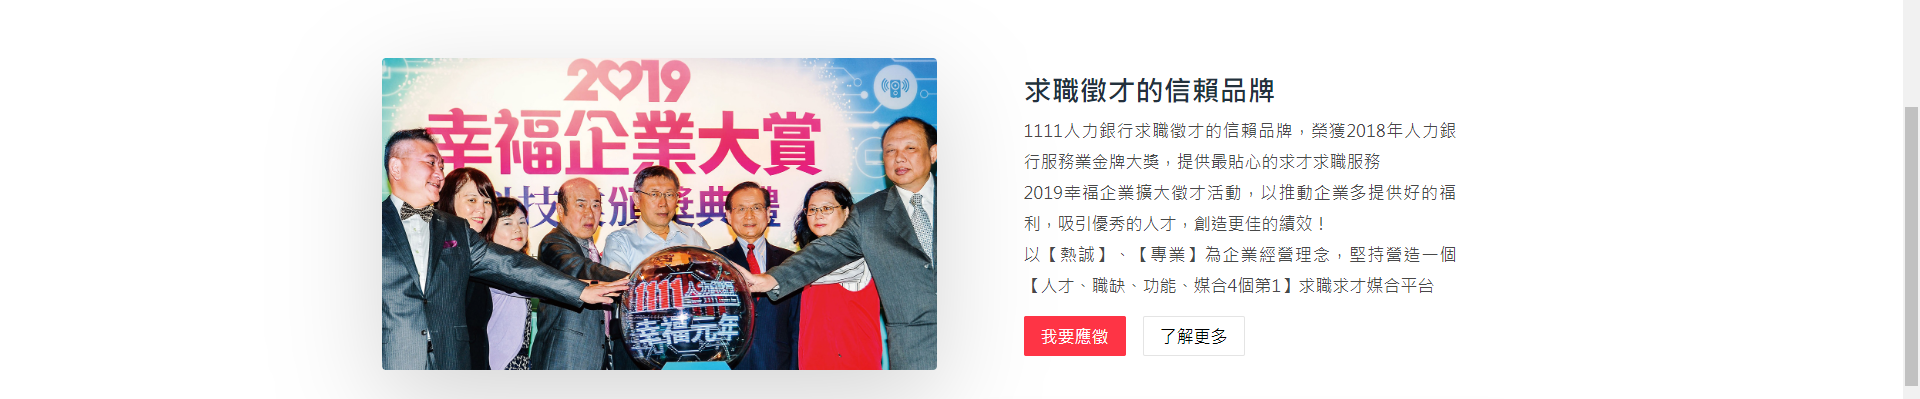 2019
幸福企業大賞
技 業頒獎典禮
1111人力銀行
幸福元年
求職徵才的信賴品牌
1111人力銀行求職徵才的信賴品牌，榮獲2018年人力銀
行服務業金牌大獎，提供最貼心的求才求職服務
2019幸福企業擴大徵才活動，以推動企業多提供好的福
利，吸引優秀的人才，創造更佳的績效！
以【熱誠】、【專業】為企業經營理念，堅持營造一個
【人才、職缺、功能、媒合4個第1】求職求才媒合平台
我要應徵
了解更多